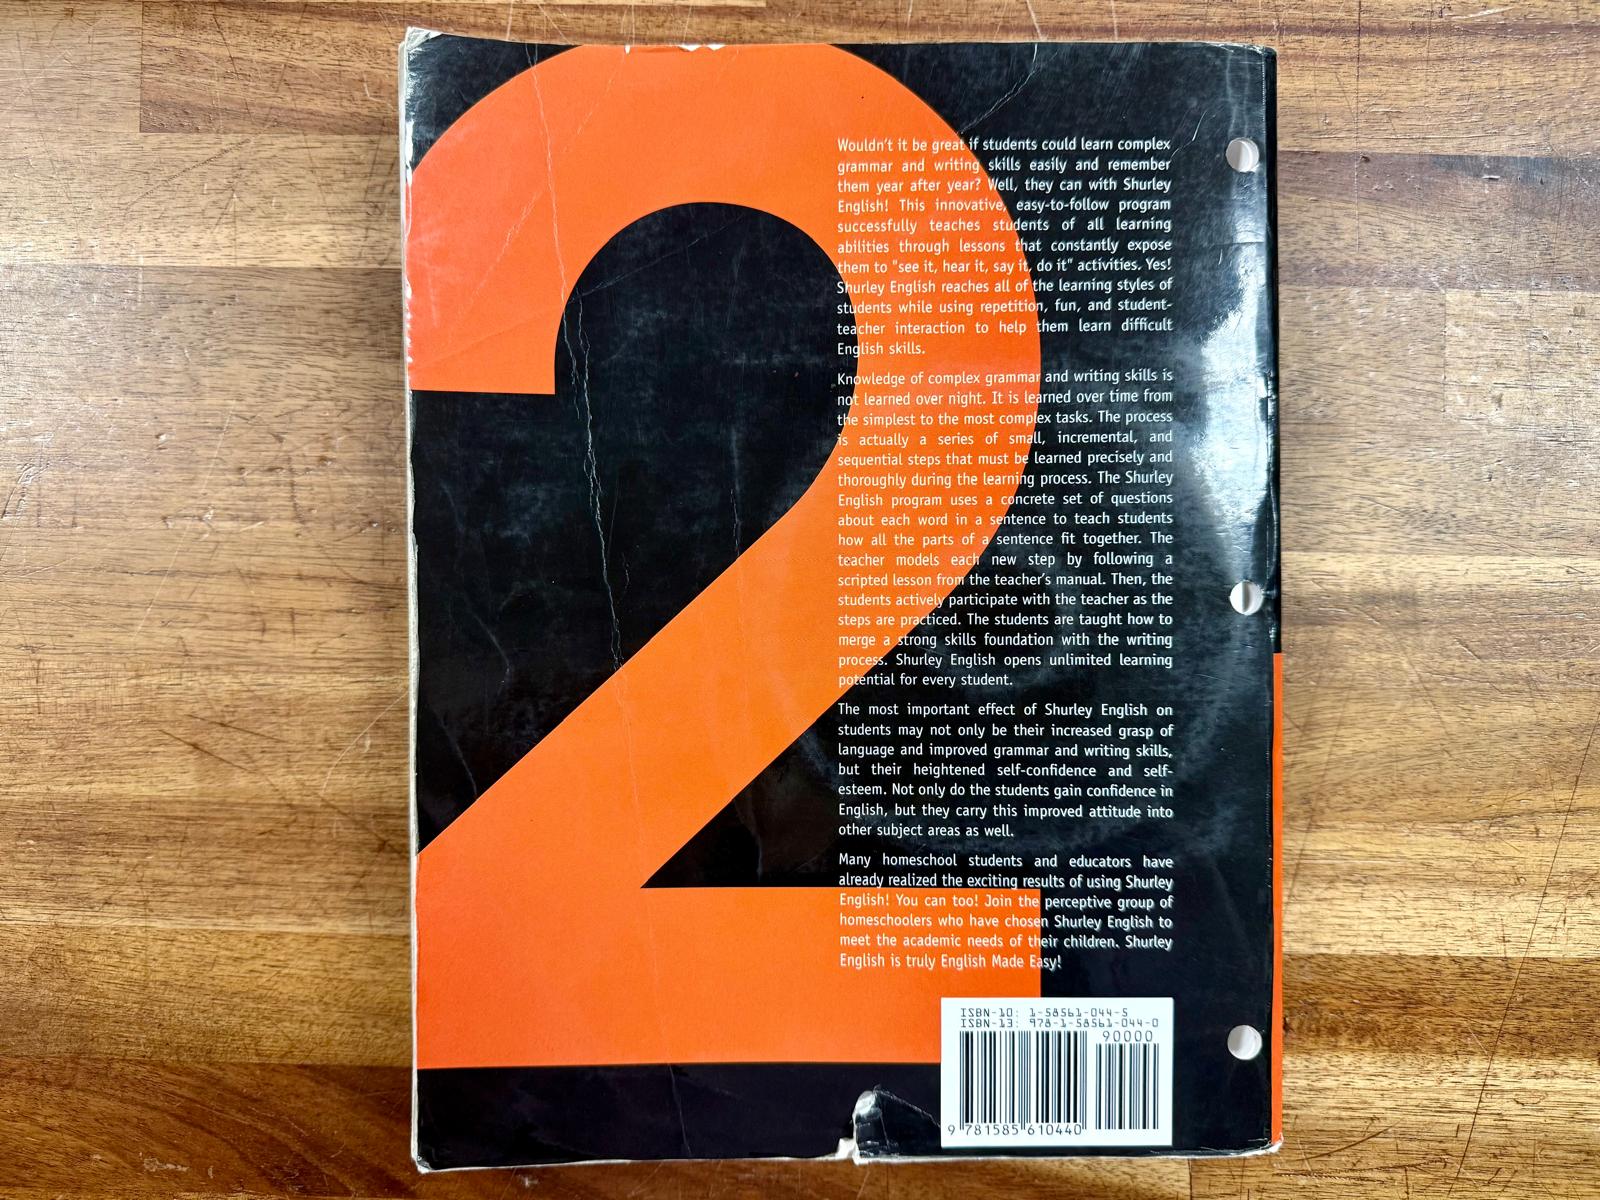 2
Wouldn't it be great if students could learn complex
grammar and writing skills easily and remember
them year after year? Well, they can with Shurley
English! This innovative, easy-to-follow program
successfully teaches students of all learning
abilities through lessons that constantly expose
them to "see it, hear it, say it, do it" activities. Yes!
Shurley English reaches all of the learning styles of
students while using repetition, fun, and student-
teacher interaction to help them learn difficult
English skills.
Knowledge of complex grammar and writing skills is
not learned over night. It is learned over time from
the simplest to the most complex tasks. The process
is actually a series of small, incremental, and
sequential steps that must be learned precisely and
thoroughly during the learning process. The Shurley
English program uses a concrete set of questions
about each word in a sentence to teach students
how all the parts of a sentence fit together. The
teacher models each new step by following a
scripted lesson from the teacher's manual. Then, the
students actively participate with the teacher as the
steps are practiced. The students are taught how to
merge a strong skills foundation with the writing
process. Shurley English opens unlimited learning
potential for every student.
The most important effect of Shurley English on
students may not only be their increased grasp of
language and improved grammar and writing skills,
but their heightened self-confidence and self-
esteem. Not only do the students gain confidence in
English, but they carry this improved attitude into
other subject areas as well.
Many homeschool students and educators have
already realized the exciting results of using Shurley
English! You can too! Join the perceptive group of
homeschoolers who have chosen Shurley English to
meet the academic needs of their children. Shurley
English is truly English Made Easy!
ISBN-10: 1-58561-044-5
ISBN-13: 978-1-58561-044-0
90000
9 781585 610440